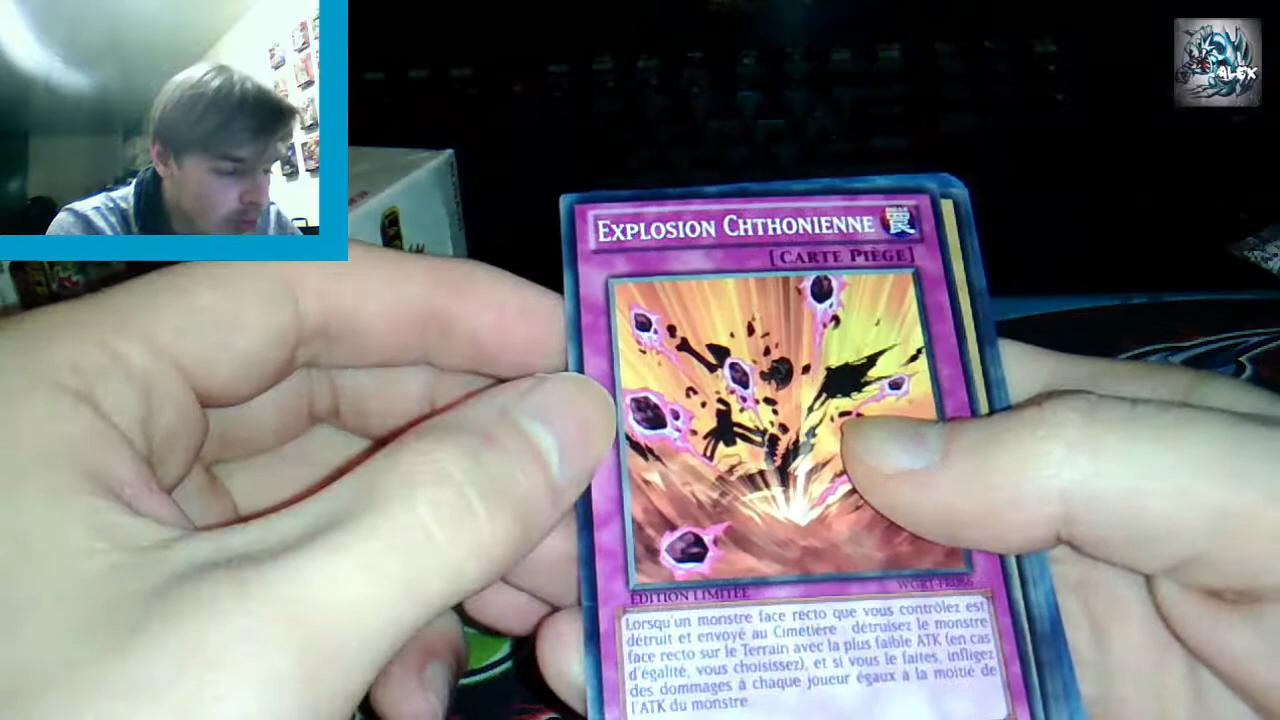 ALEX
EXPLOSION CHTHONIENNE
[CARTE PIÈGE]
ÉDITION LIMITÉE
WGRT-FR086
Lorsqu'un monstre face recto que vous contrôlez est
détruit et envoyé au Cimetière : détruisez le monstre
face recto sur le Terrain avec la plus faible ATK (en cas
d'égalité, vous choisissez), et si vous le faites, infligez
des dommages à chaque joueur égaux à la moitié de
l'ATK du monstre